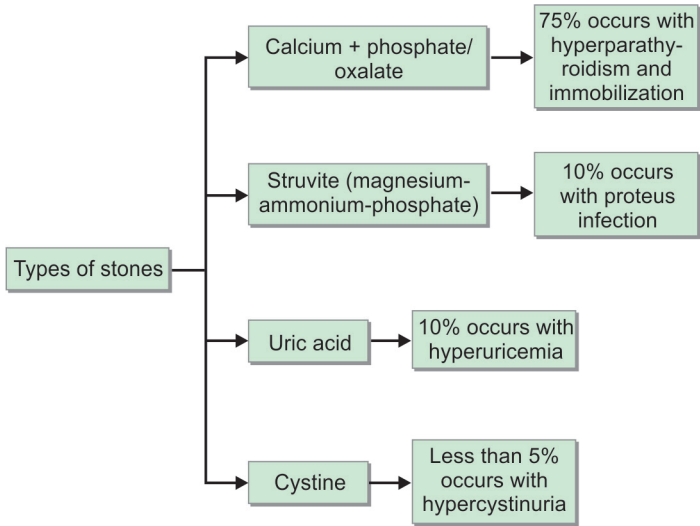 Calcium + phosphate/
oxalate
75% occurs with
hyperparathy-
roidism and
immobilization
Struvite (magnesium-
ammonium-phosphate)
10% occurs
with proteus
infection
Types of stones
Uric acid
10% occurs with
hyperuricemia
Cystine
Less than 5%
occurs with
hypercystinuria